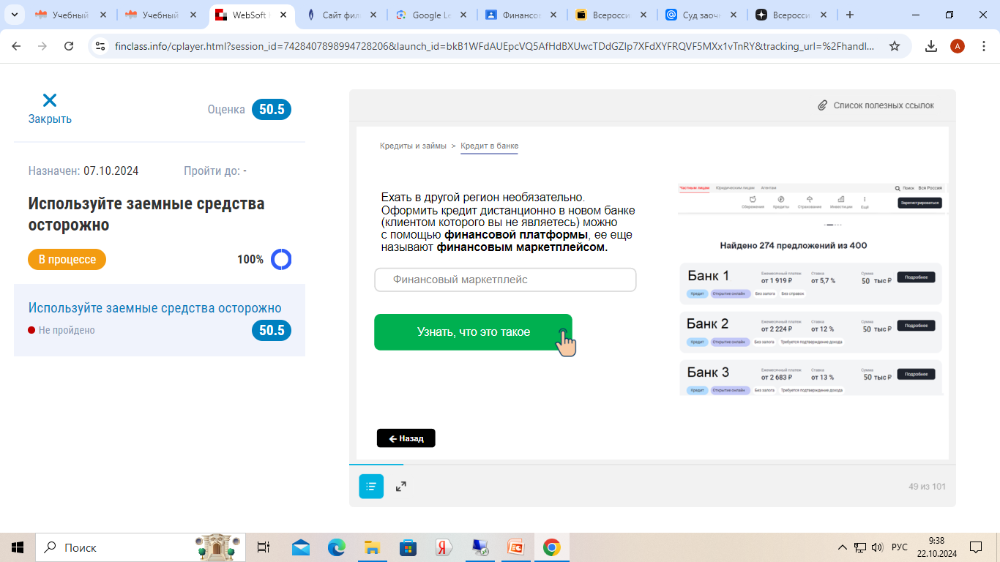 Учебный
Учебный
WebSoft
Сайт фил
Google Le
Финансов
Всеросси
Суд заоч
Всеросси
finclass.info/cplayer.html?session_id=7428407898994728206&launch_id=bkB1WFdAUEpcVQ5AfHdBXUwcTDdGZlp7XFdXYFRQVF5MXx1vTnRY&tracking_url=%2Fhandl...
A
Закрыть
Оценка 50.5
Назначен: 07.10.2024 Пройти до: -
Используйте заемные средства
осторожно
В процессе 100%
Используйте заемные средства осторожно
Не пройдено 50.5
Список полезных ссылок
Кредиты и займы > Кредит в банке
Ехать в другой регион необязательно.
Оформить кредит дистанционно в новом банке
(клиентом которого вы не являетесь) можно
с помощью финансовой платформы, ее еще
называют финансовым маркетплейсом.
Финансовый маркетплейс
Узнать, что это такое
Назад
Частным лицам Юридическим лицам Агентам Поиск Вся Россия
Сбережения Кредиты Страхование Инвестиции Ещё Зарегистрироваться
Найдено 274 предложений из 400
Банк 1 Ежемесячный платеж от 1 919 ₽ Ставка от 5,7 % Сумма 50 тыс ₽ Подробнее
Кредит Открытие онлайн Без залога Без справок
Банк 2 Ежемесячный платеж от 2 224 ₽ Ставка от 12 % Сумма 50 тыс ₽ Подробнее
Кредит Открытие онлайн Без залога Требуется подтверждение дохода
Банк 3 Ежемесячный платеж от 2 683 ₽ Ставка от 13 % Сумма 50 тыс ₽ Подробнее
Кредит Открытие онлайн Без залога Требуется подтверждение дохода
49 из 101
Поиск
РУС
9:38
22.10.2024